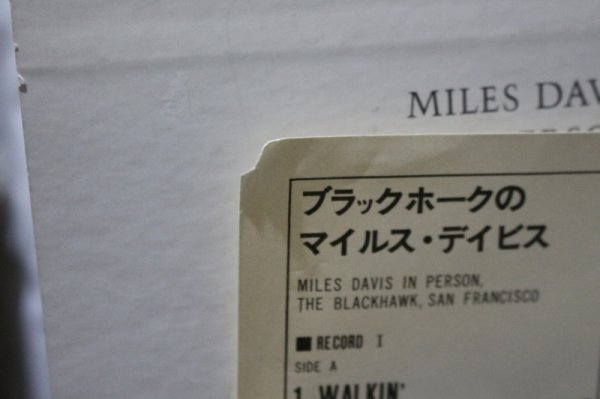 MILES DAV
PERSO
ブラックホークの
マイルス・デイビス
MILES DAVIS IN PERSON,
THE BLACKHAWK, SAN FRANCISCO
■ RECORD I
SIDE A
1. WALKIN'